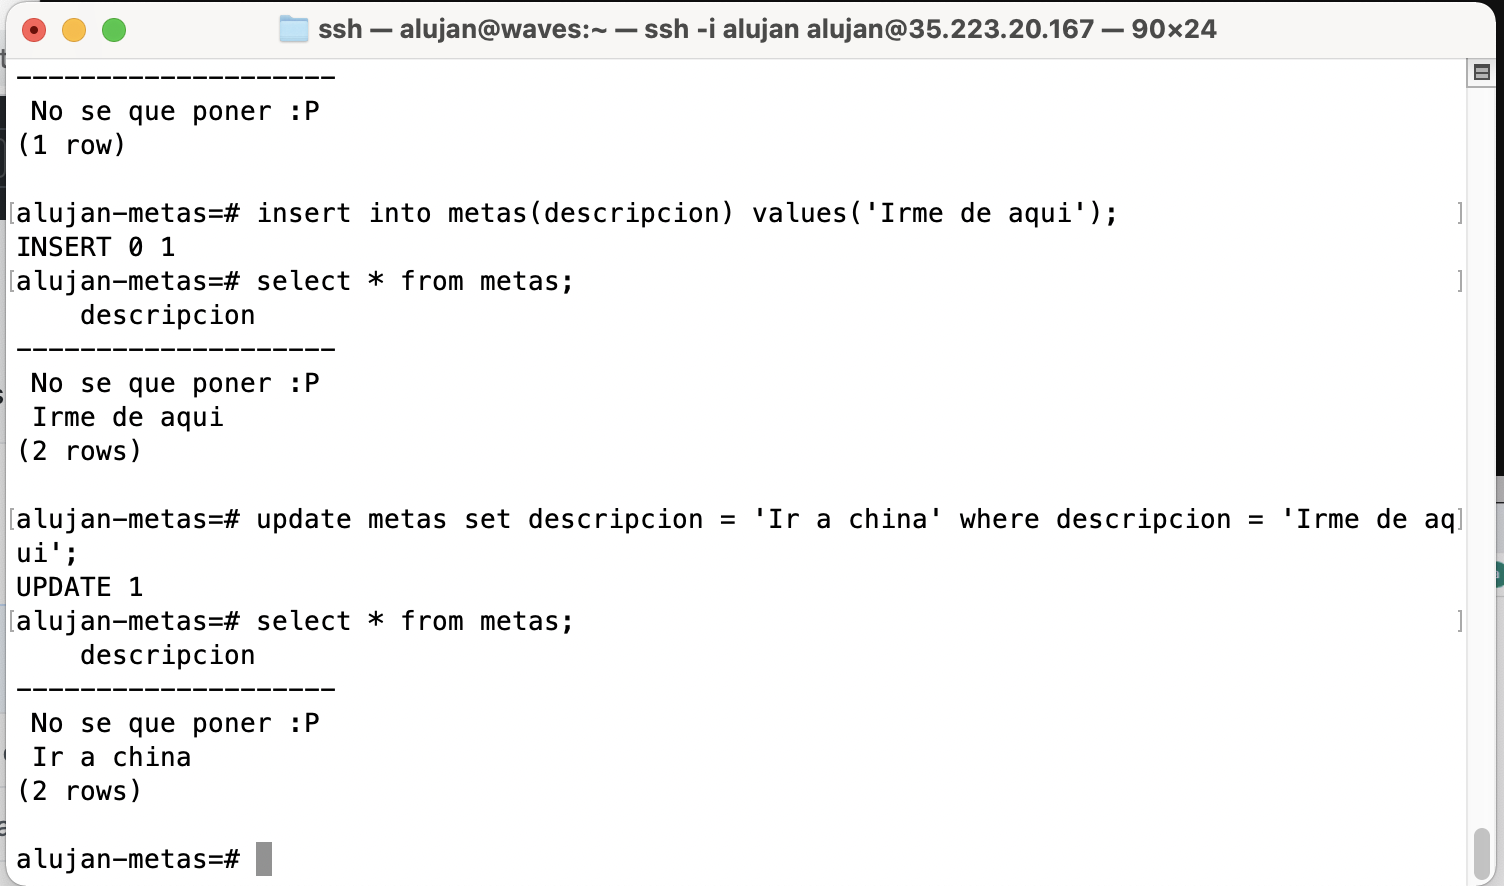 ssh — alujan@waves:~ — ssh -i alujan alujan@35.223.20.167 — 90×24
--------------------
 No se que poner :P
(1 row)
[alujan-metas=# insert into metas(descripcion) values('Irme de aqui'); ]
INSERT 0 1
[alujan-metas=# select * from metas; ]
    descripcion
--------------------
 No se que poner :P
 Irme de aqui
(2 rows)
[alujan-metas=# update metas set descripcion = 'Ir a china' where descripcion = 'Irme de aq]
ui';
UPDATE 1
[alujan-metas=# select * from metas; ]
    descripcion
--------------------
 No se que poner :P
 Ir a china
(2 rows)
alujan-metas=#